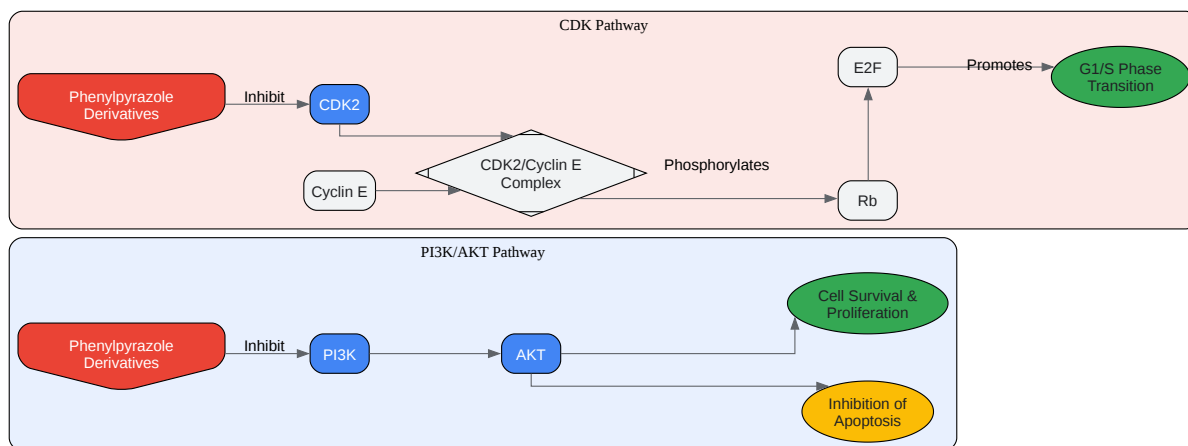 CDK Pathway
Phenylpyrazole
Derivatives
Inhibit
CDK2
Cyclin E
CDK2/Cyclin E
Complex
Phosphorylates
Rb
E2F
Promotes
G1/S Phase
Transition
PI3K/AKT Pathway
Phenylpyrazole
Derivatives
Inhibit
PI3K
AKT
Cell Survival &
Proliferation
Inhibition of
Apoptosis